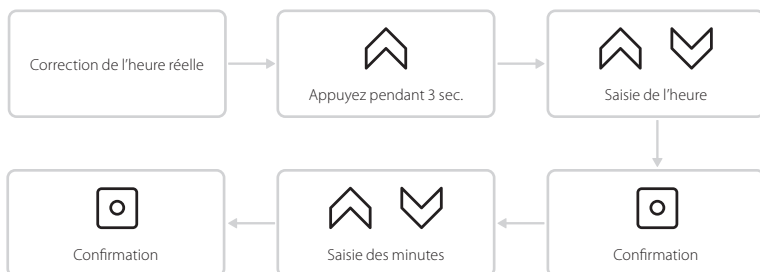 Correction de l'heure réelle
Appuyez pendant 3 sec.
Saisie de l'heure
Confirmation
Saisie des minutes
Confirmation